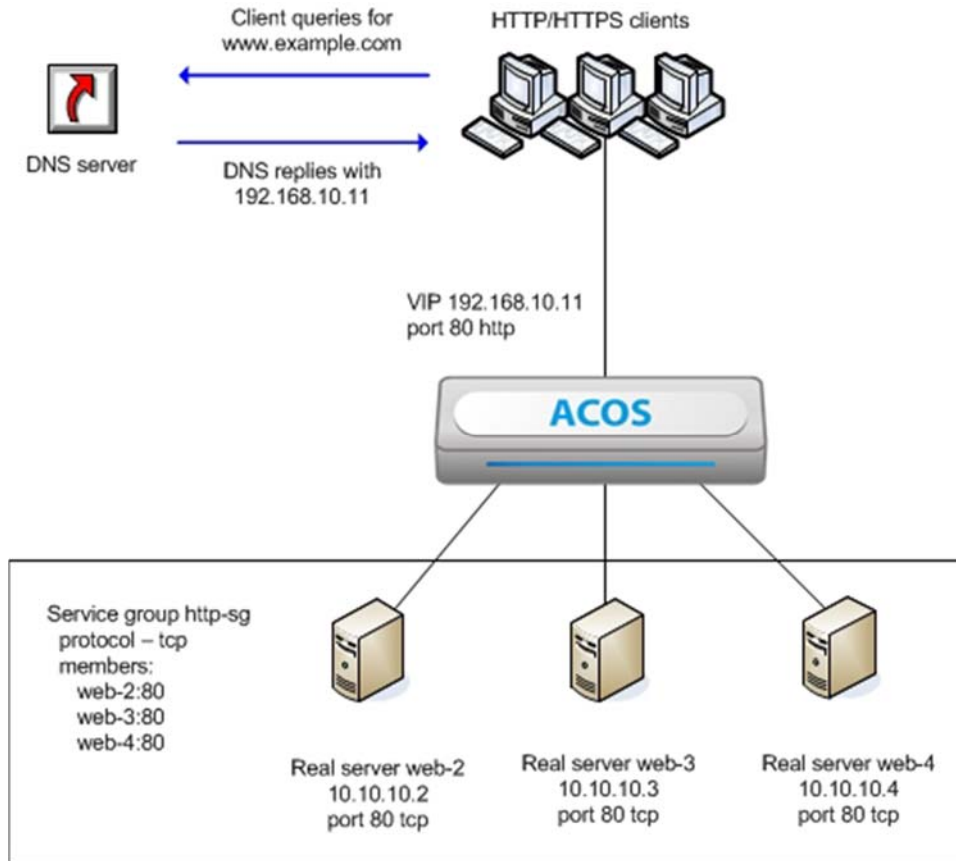 Client queries for
www.example.com
HTTP/HTTPS clients
DNS server
DNS replies with
192.168.10.11
VIP 192.168.10.11
port 80 http
ACOS
Service group http-sg
protocol – tcp
members:
web-2:80
web-3:80
web-4:80
Real server web-2
10.10.10.2
port 80 tcp
Real server web-3
10.10.10.3
port 80 tcp
Real server web-4
10.10.10.4
port 80 tcp